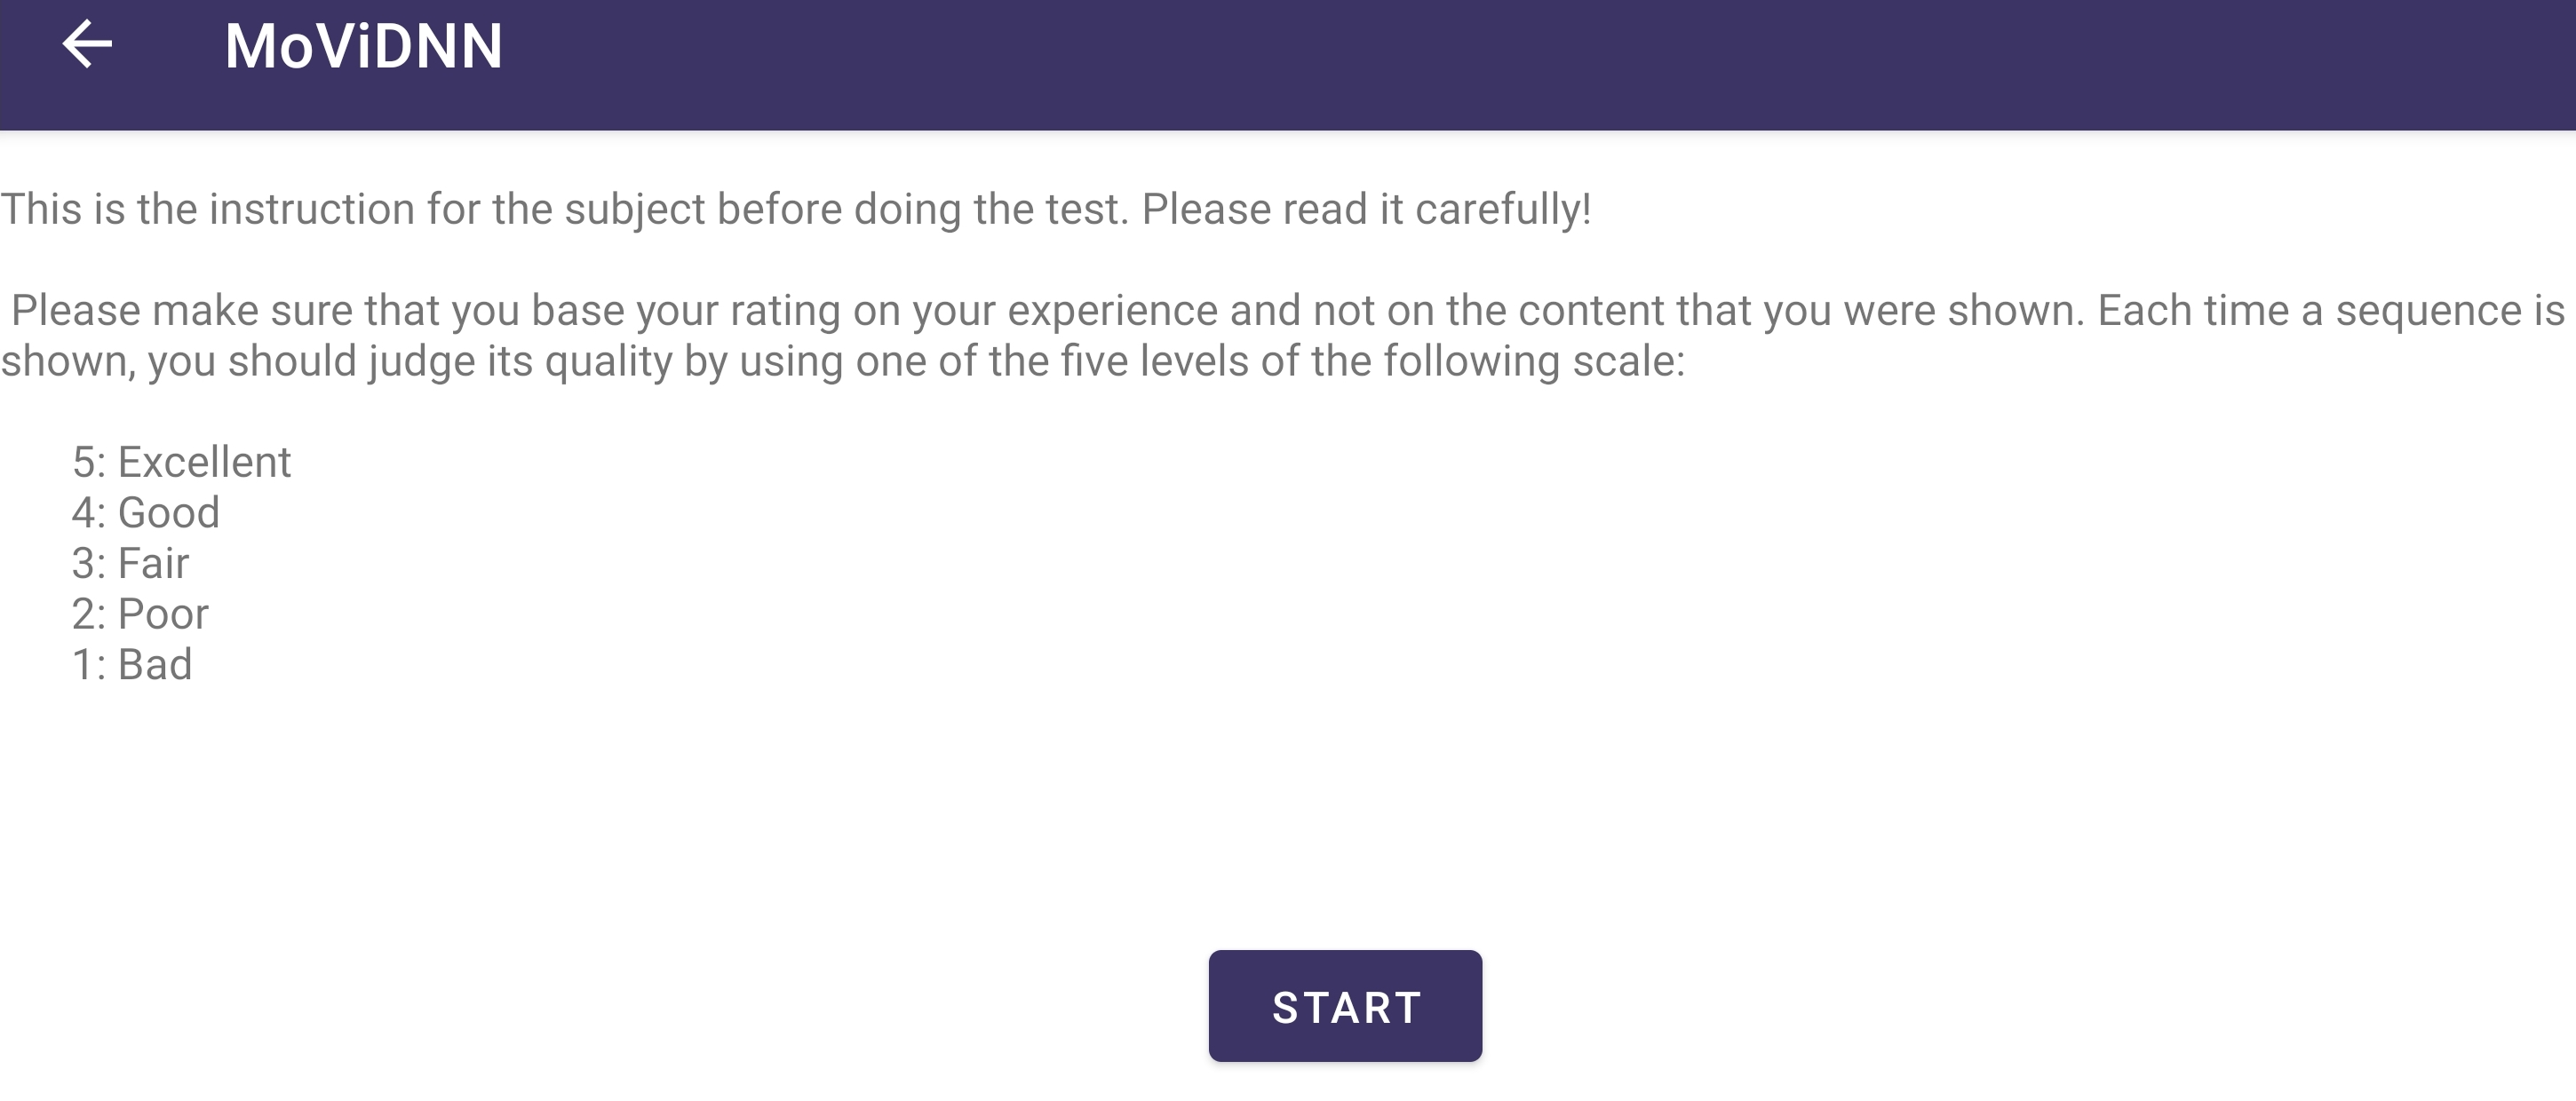 MoViDNN
This is the instruction for the subject before doing the test. Please read it carefully!
Please make sure that you base your rating on your experience and not on the content that you were shown. Each time a sequence is
shown, you should judge its quality by using one of the five levels of the following scale:
5: Excellent
4: Good
3: Fair
2: Poor
1: Bad
START